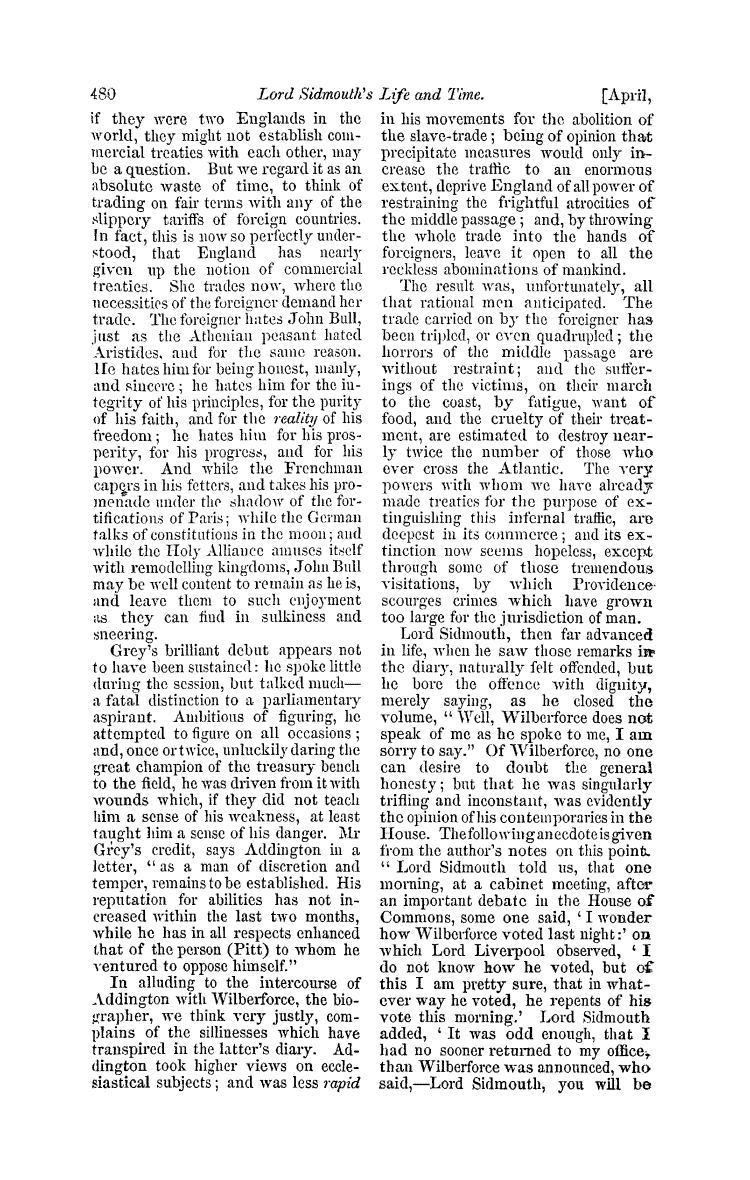 480
Lord Sidmouth's Life and Time.
[April,
if they were two Englands in the
world, they might not establish com-
mercial treaties with each other, may
be a question. But we regard it as an
absolute waste of time, to think of
trading on fair terms with any of the
slippery tariffs of foreign countries.
In fact, this is now so perfectly under-
stood, that England has nearly
given up the notion of commercial
treaties. She trades now, where the
necessities of the foreigner demand her
trade. The foreigner hates John Bull,
just as the Athenian peasant hated
Aristides, and for the same reason.
He hates him for being honest, manly,
and sincere; he hates him for the in-
tegrity of his principles, for the purity
of his faith, and for the reality of his
freedom; he hates him for his pros-
perity, for his progress, and for his
power. And while the Frenchman
capers in his fetters, and takes his pro-
menade under the shadow of the for-
tifications of Paris; while the German
talks of constitutions in the moon; and
while the Holy Alliance amuses itself
with remodelling kingdoms, John Bull
may be well content to remain as he is,
and leave them to such enjoyment
as they can find in sulkiness and
sneering.
Grey's brilliant debut appears not
to have been sustained: he spoke little
during the session, but talked much—
a fatal distinction to a parliamentary
aspirant. Ambitious of figuring, he
attempted to figure on all occasions;
and, once or twice, unluckily daring the
great champion of the treasury bench
to the field, he was driven from it with
wounds which, if they did not teach
him a sense of his weakness, at least
taught him a sense of his danger. Mr
Grey's credit, says Addington in a
letter, "as a man of discretion and
temper, remains to be established. His
reputation for abilities has not in-
creased within the last two months,
while he has in all respects enhanced
that of the person (Pitt) to whom he
ventured to oppose himself."
In alluding to the intercourse of
Addington with Wilberforce, the bio-
grapher, we think very justly, com-
plains of the sillinesses which have
transpired in the latter's diary. Ad-
dington took higher views on eccle-
siastical subjects; and was less rapid
in his movements for the abolition of
the slave-trade; being of opinion that
precipitate measures would only in-
crease the traffic to an enormous
extent, deprive England of all power of
restraining the frightful atrocities of
the middle passage; and, by throwing
the whole trade into the hands of
foreigners, leave it open to all the
reckless abominations of mankind.
The result was, unfortunately, all
that rational men anticipated. The
trade carried on by the foreigner has
been tripled, or even quadrupled; the
horrors of the middle passage are
without restraint; and the suffer-
ings of the victims, on their march
to the coast, by fatigue, want of
food, and the cruelty of their treat-
ment, are estimated to destroy near-
ly twice the number of those who
ever cross the Atlantic. The very
powers with whom we have already
made treaties for the purpose of ex-
tinguishing this infernal traffic, are
deepest in its commerce; and its ex-
tinction now seems hopeless, except
through some of those tremendous
visitations, by which Providence
scourges crimes which have grown
too large for the jurisdiction of man.
Lord Sidmouth, then far advanced
in life, when he saw those remarks in
the diary, naturally felt offended, but
he bore the offence with dignity,
merely saying, as he closed the
volume, "Well, Wilberforce does not
speak of me as he spoke to me, I am
sorry to say." Of Wilberforce, no one
can desire to doubt the general
honesty; but that he was singularly
trifling and inconstant, was evidently
the opinion of his contemporaries in the
House. The following anecdote is given
from the author's notes on this point.
"Lord Sidmouth told us, that one
morning, at a cabinet meeting, after
an important debate in the House of
Commons, some one said, 'I wonder
how Wilberforce voted last night:' on
which Lord Liverpool observed, 'I
do not know how he voted, but of
this I am pretty sure, that in what-
ever way he voted, he repents of his
vote this morning.' Lord Sidmouth
added, 'It was odd enough, that I
had no sooner returned to my office,
than Wilberforce was announced, who
said,—Lord Sidmouth, you will be